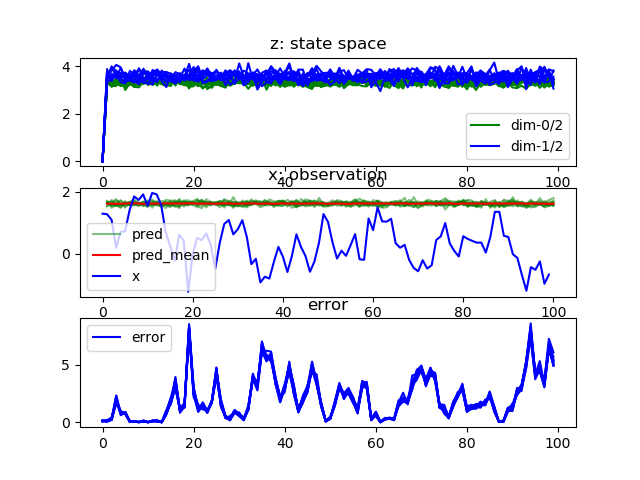 z: state space
4
2
0
dim-0/2
dim-1/2
0 20 40 60 80 100
x: observation
2
0
pred
pred_mean
x
0 20 40 60 80 100
error
5
0
error
0 20 40 60 80 100